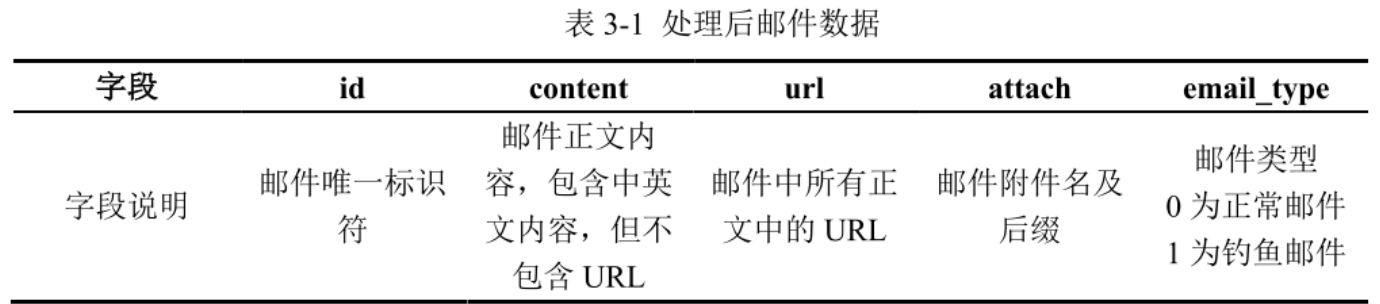 表 3-1 处理后邮件数据
字段 id content url attach email_type
字段说明
邮件唯一标识
符
邮件正文内
容，包含中英
文内容，但不
包含 URL
邮件中所有正
文中的 URL
邮件附件名及
后缀
邮件类型
0 为正常邮件
1 为钓鱼邮件